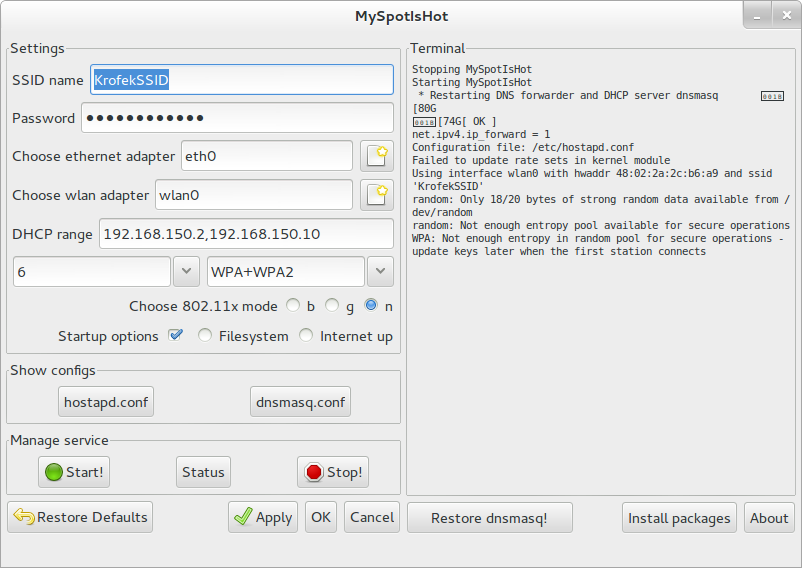 MySpotIsHot
Settings
SSID name KrofekSSID
Password ●●●●●●●●●●●●
Choose ethernet adapter eth0
Choose wlan adapter wlan0
DHCP range 192.168.150.2,192.168.150.10
6 WPA+WPA2
Choose 802.11x mode b g n
Startup options Filesystem Internet up
Show configs
hostapd.conf dnsmasq.conf
Manage service
Start! Status Stop!
Restore Defaults Apply OK Cancel
Terminal
Stopping MySpotIsHot
Starting MySpotIsHot
* Restarting DNS forwarder and DHCP server dnsmasq 001B
[80G
001B[74G[ OK ]
net.ipv4.ip_forward = 1
Configuration file: /etc/hostapd.conf
Failed to update rate sets in kernel module
Using interface wlan0 with hwaddr 48:02:2a:2c:b6:a9 and ssid
'KrofekSSID'
random: Only 18/20 bytes of strong random data available from /
dev/random
random: Not enough entropy pool available for secure operations
WPA: Not enough entropy in random pool for secure operations -
update keys later when the first station connects
Restore dnsmasq! Install packages About